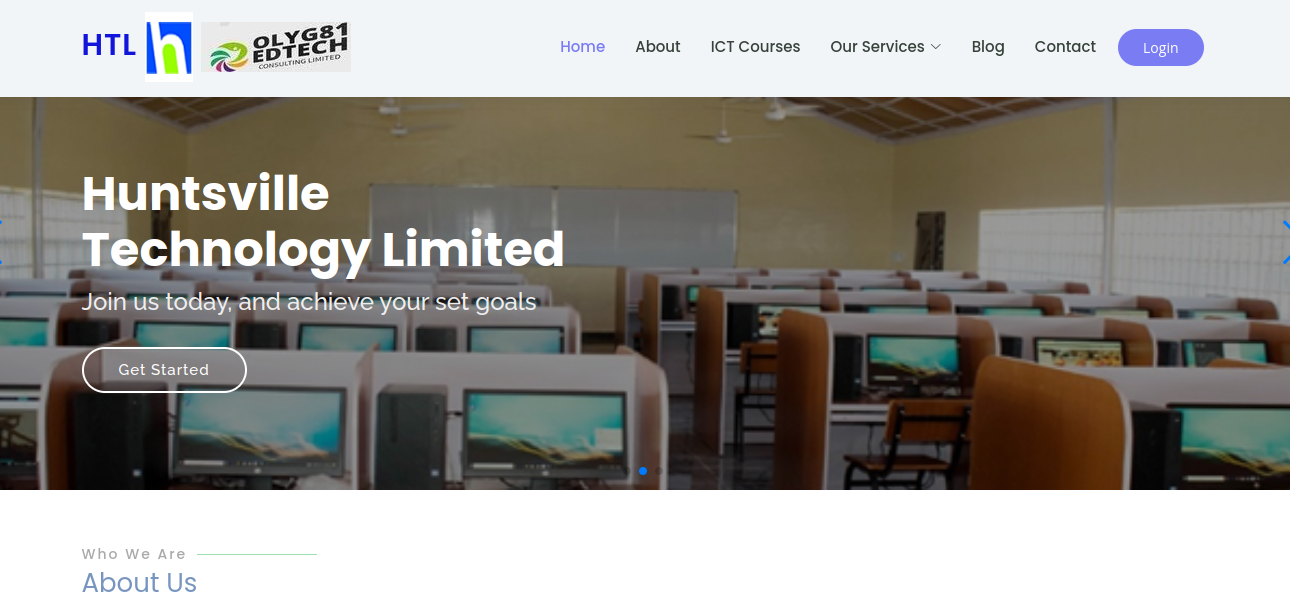 HTL
h
OLYG81
EDTECH
CONSULTING LIMITED
Home
About
ICT Courses
Our Services
Blog
Contact
Login
Huntsville
Technology Limited
Join us today, and achieve your set goals
Get Started
Who We Are
About Us